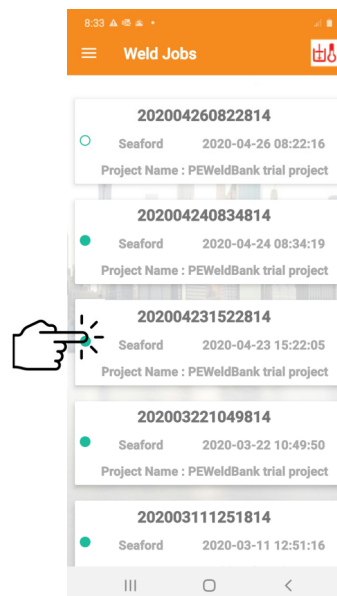 8:33
Weld Jobs
202004260822814
Seaford 2020-04-26 08:22:16
Project Name : PEWeldBank trial project
202004240834814
Seaford 2020-04-24 08:34:19
Project Name : PEWeldBank trial project
202004231522814
Seaford 2020-04-23 15:22:05
Project Name : PEWeldBank trial project
202003221049814
Seaford 2020-03-22 10:49:50
Project Name : PEWeldBank trial project
202003111251814
Seaford 2020-03-11 12:51:16